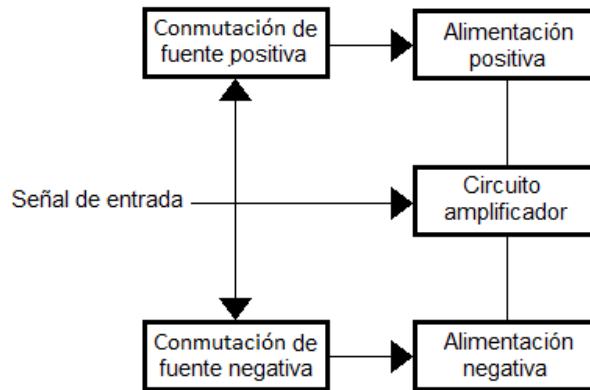 Conmutación de
fuente positiva
Alimentación
positiva
Señal de entrada
Circuito
amplificador
Conmutación de
fuente negativa
Alimentación
negativa